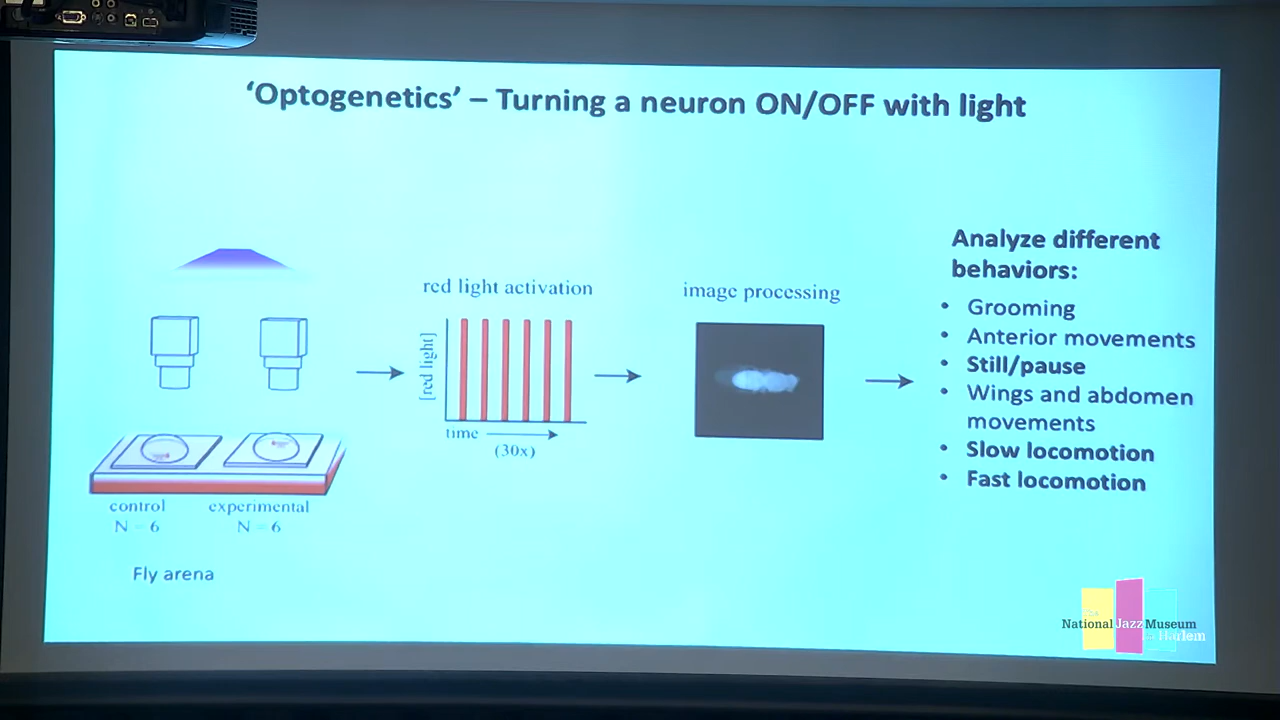 ‘Optogenetics’ – Turning a neuron ON/OFF with light
red light activation
[red light]
time
(30x)
image processing
control
N = 6
experimental
N = 6
Fly arena
Analyze different
behaviors:
• Grooming
• Anterior movements
• Still/pause
• Wings and abdomen
movements
• Slow locomotion
• Fast locomotion
The
National Jazz Museum
in Harlem